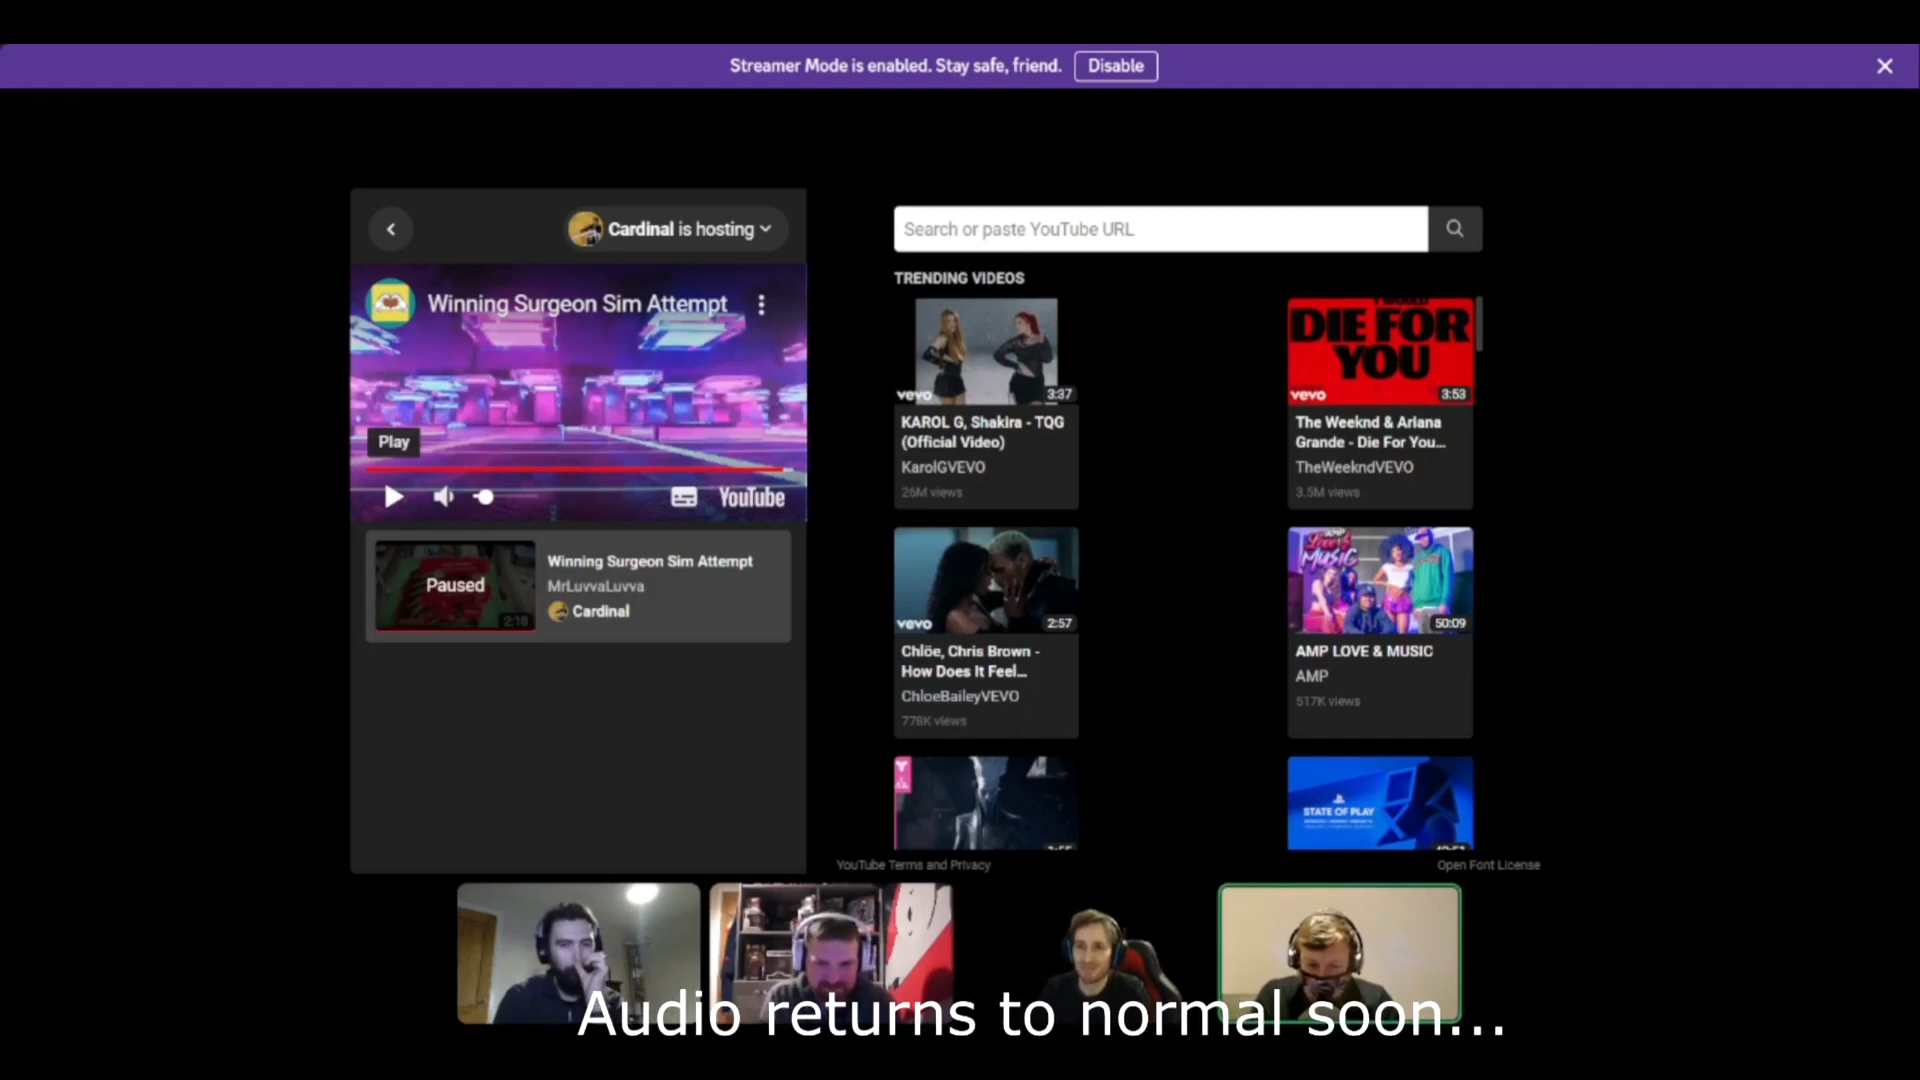 Streamer Mode is enabled. Stay safe, friend.
Disable
Cardinal is hosting
Winning Surgeon Sim Attempt
Play
YouTube
Paused
2:18
Winning Surgeon Sim Attempt
MrLuvvaLuvva
Cardinal
Search or paste YouTube URL
TRENDING VIDEOS
vevo
3:37
KAROL G, Shakira - TQG
(Official Video)
KarolGVEVO
26M views
DIE FOR
YOU
vevo
3:53
The Weeknd & Ariana
Grande - Die For You...
TheWeekndVEVO
3.5M views
vevo
2:57
Chlöe, Chris Brown -
How Does It Feel...
ChloeBaileyVEVO
778K views
MUSIC
50:09
AMP LOVE & MUSIC
AMP
517K views
STATE OF PLAY
YouTube Terms and Privacy
Open Font License
Audio returns to normal soon...